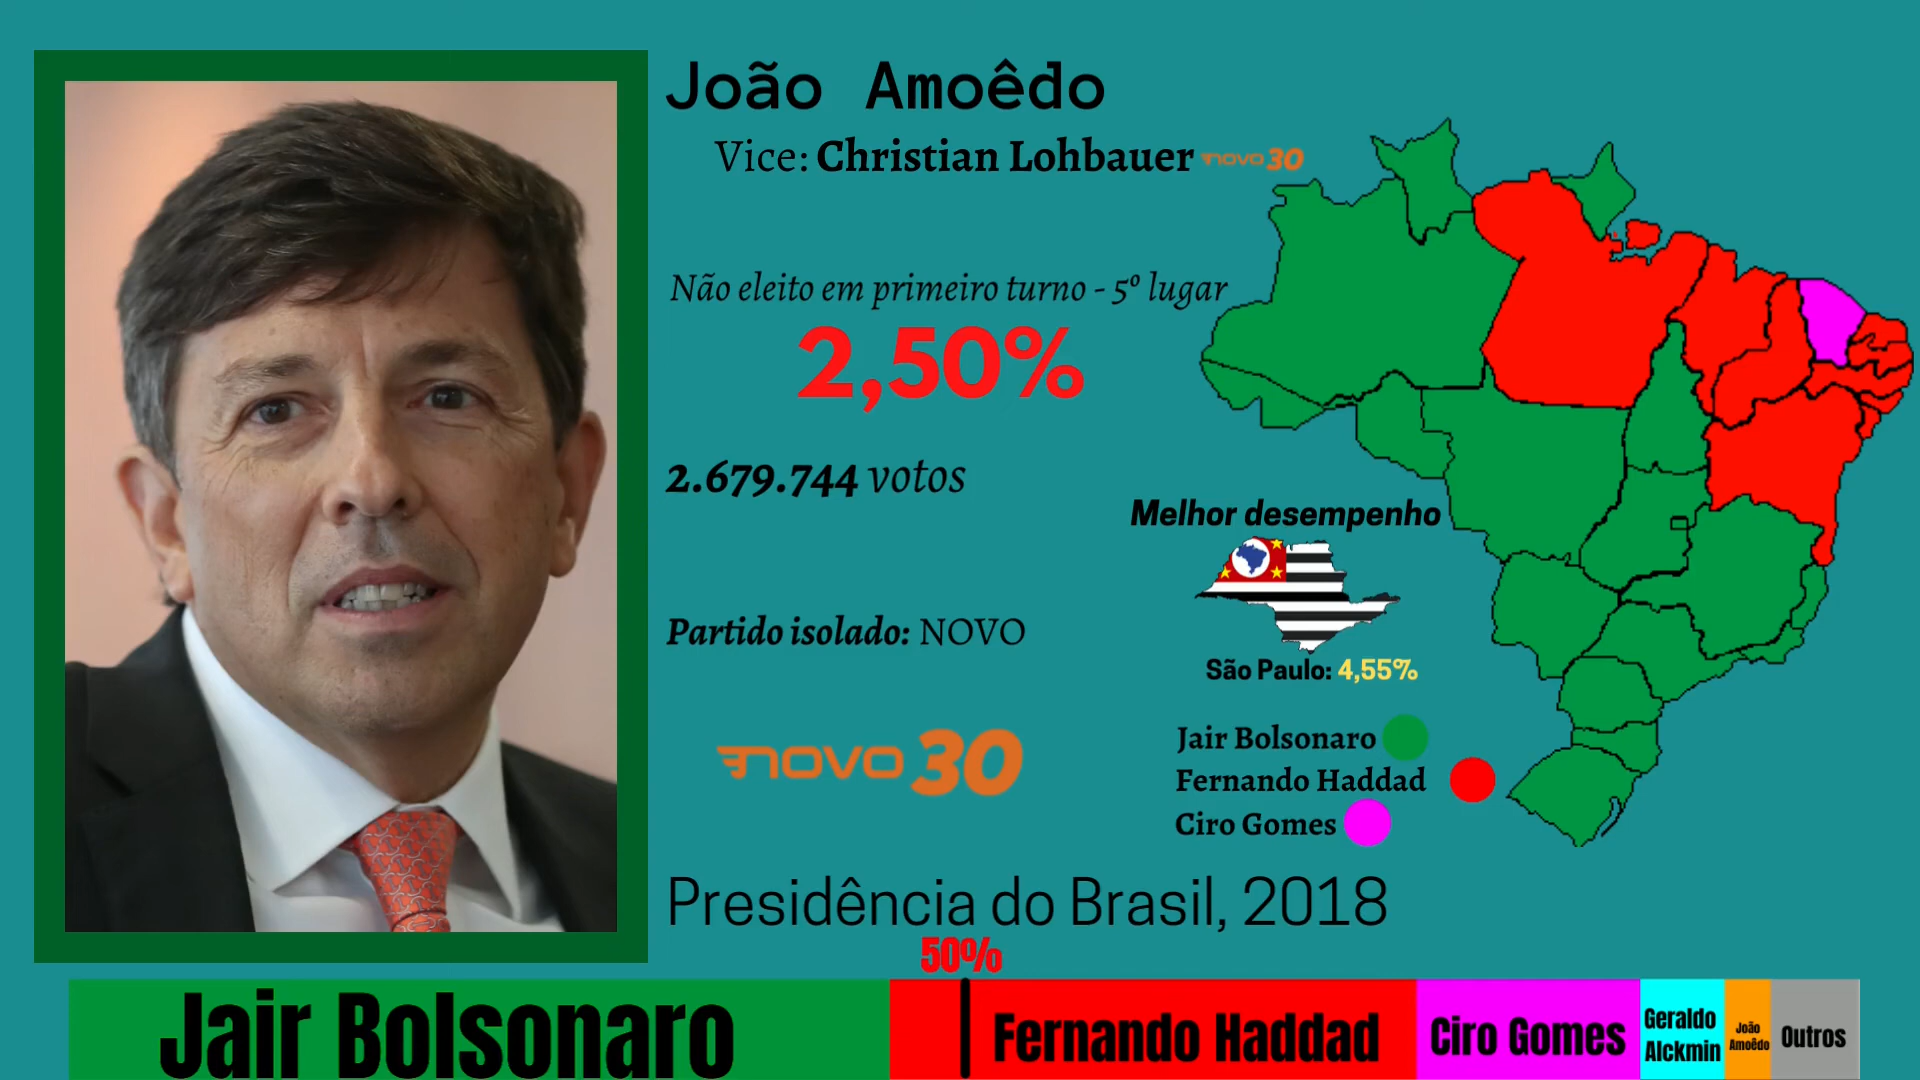 João Amoêdo
Vice: Christian Lohbauer NOVO 30
Não eleito em primeiro turno - 5º lugar
2,50%
2.679.744 votos
Melhor desempenho
São Paulo: 4,55%
Partido isolado: NOVO
NOVO 30
Jair Bolsonaro
Fernando Haddad
Ciro Gomes
Presidência do Brasil, 2018
50%
Jair Bolsonaro
Fernando Haddad
Ciro Gomes
Geraldo
Alckmin
João
Amoêdo
Outros